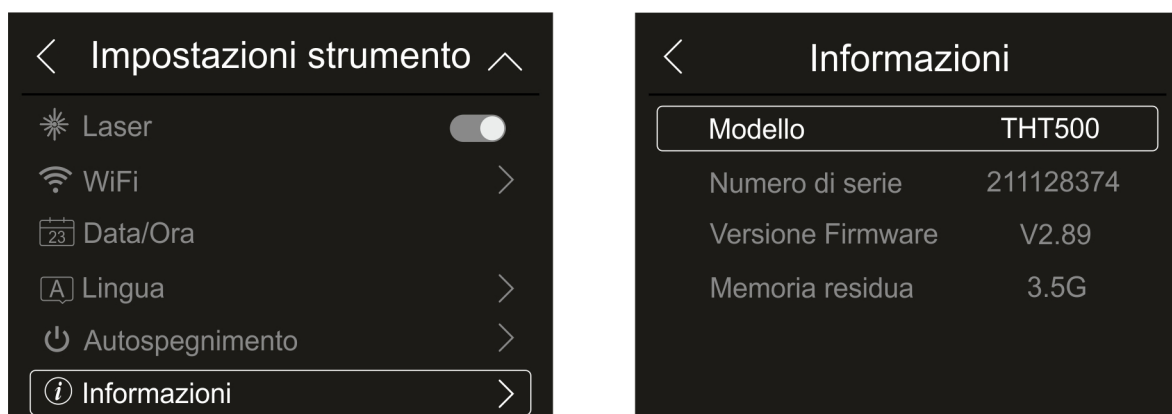 Impostazioni strumento
Laser
WiFi
23 Data/Ora
A Lingua
Autospegnimento
i Informazioni
Informazioni
Modello THT500
Numero di serie 211128374
Versione Firmware V2.89
Memoria residua 3.5G